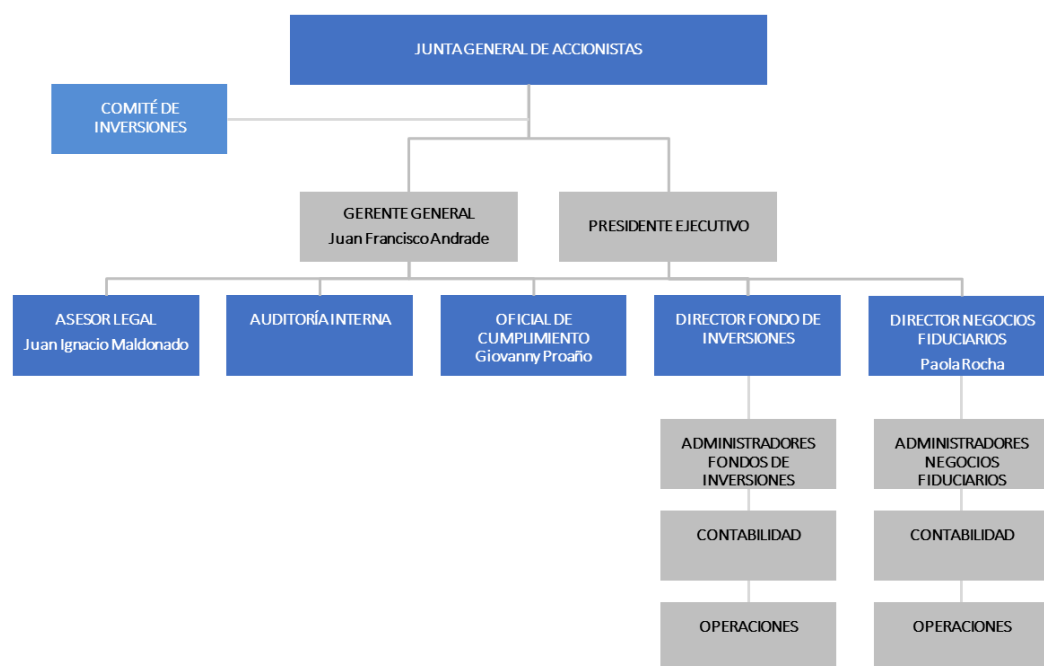 JUNTA GENERAL DE ACCIONISTAS
COMITÉ DE
INVERSIONES
GERENTE GENERAL
Juan Francisco Andrade
PRESIDENTE EJECUTIVO
ASESOR LEGAL
Juan Ignacio Maldonado
AUDITORÍA INTERNA
OFICIAL DE
CUMPLIMIENTO
Giovanny Proaño
DIRECTOR FONDO DE
INVERSIONES
DIRECTOR NEGOCIOS
FIDUCIARIOS
Paola Rocha
ADMINISTRADORES
FONDOS DE
INVERSIONES
ADMINISTRADORES
NEGOCIOS
FIDUCIARIOS
CONTABILIDAD
CONTABILIDAD
OPERACIONES
OPERACIONES